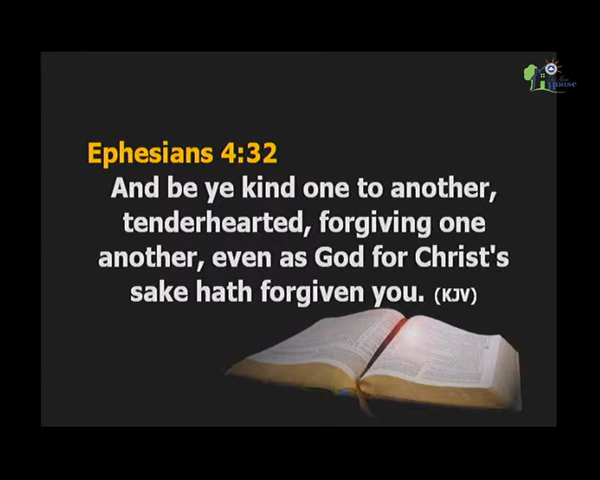 Ephesians 4:32
And be ye kind one to another,
tenderhearted, forgiving one
another, even as God for Christ's
sake hath forgiven you. (KJV)
House